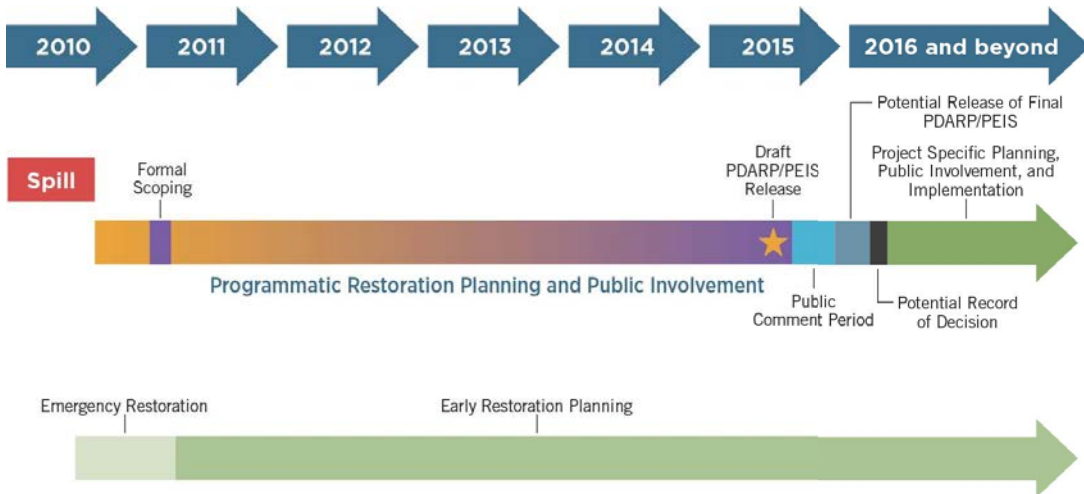 2010
2011
2012
2013
2014
2015
2016 and beyond
Potential Release of Final
PDARP/PEIS
Spill
Formal
Scoping
Draft
PDARP/PEIS
Release
Project Specific Planning,
Public Involvement, and
Implementation
Programmatic Restoration Planning and Public Involvement
Public
Comment Period
Potential Record
of Decision
Emergency Restoration
Early Restoration Planning